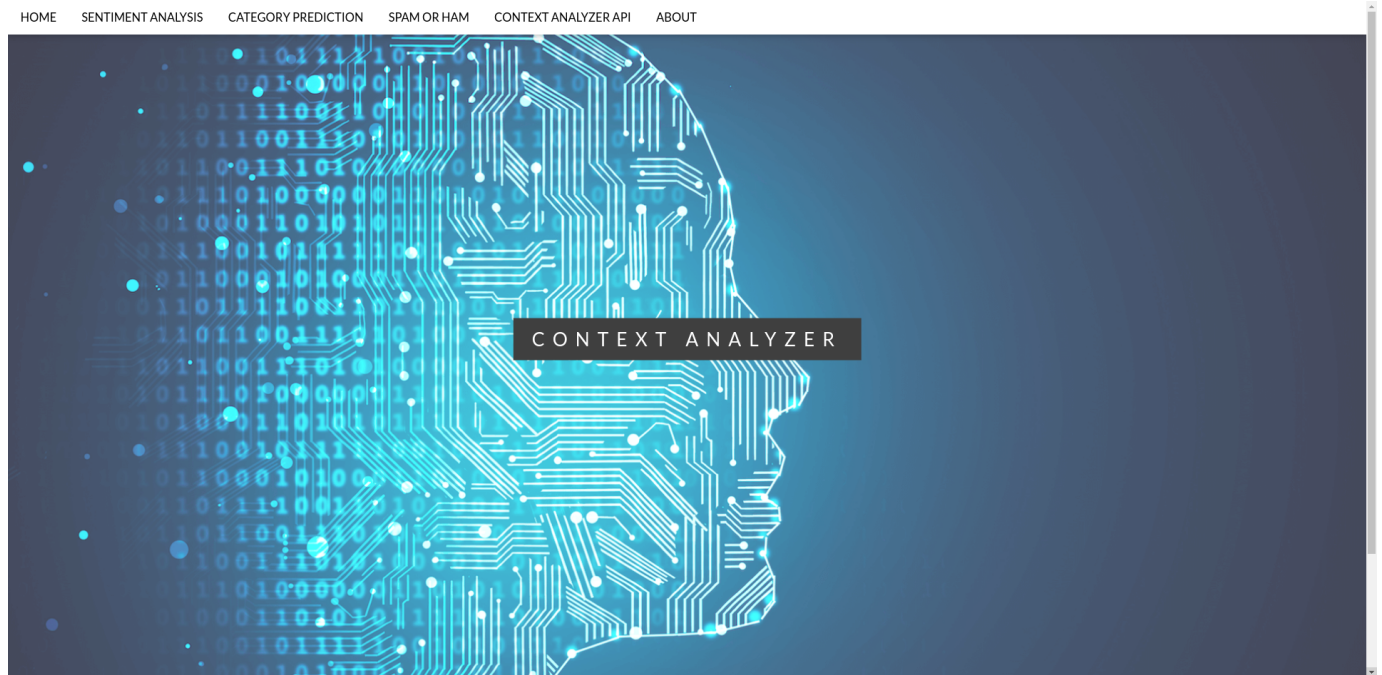 HOME SENTIMENT ANALYSIS CATEGORY PREDICTION SPAM OR HAM CONTEXT ANALYZER API ABOUT
CONTEXT ANALYZER